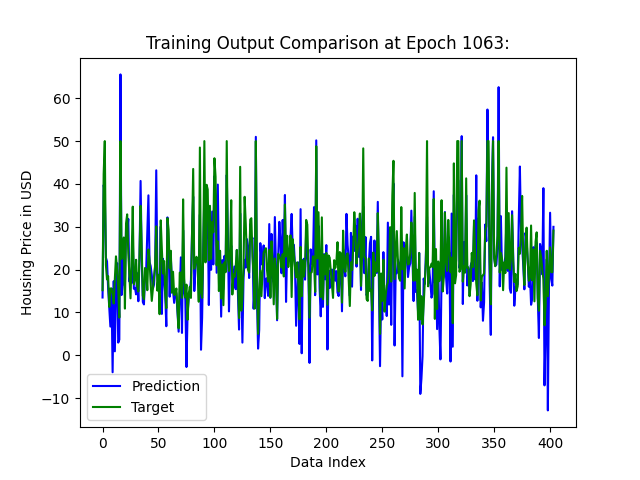 Training Output Comparison at Epoch 1063:
60
50
40
30
20
10
0
−10
Housing Price in USD
Prediction
Target
0 50 100 150 200 250 300 350 400
Data Index